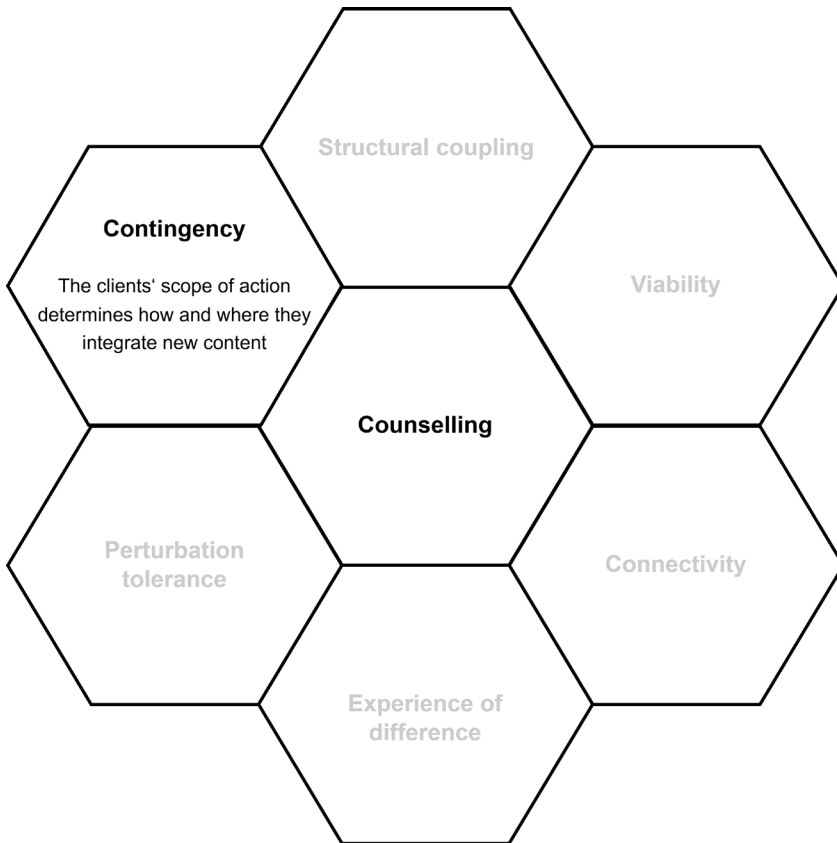 Structural coupling
Contingency
The clients‘ scope of action
determines how and where they
integrate new content
Viability
Counselling
Perturbation
tolerance
Connectivity
Experience of
difference